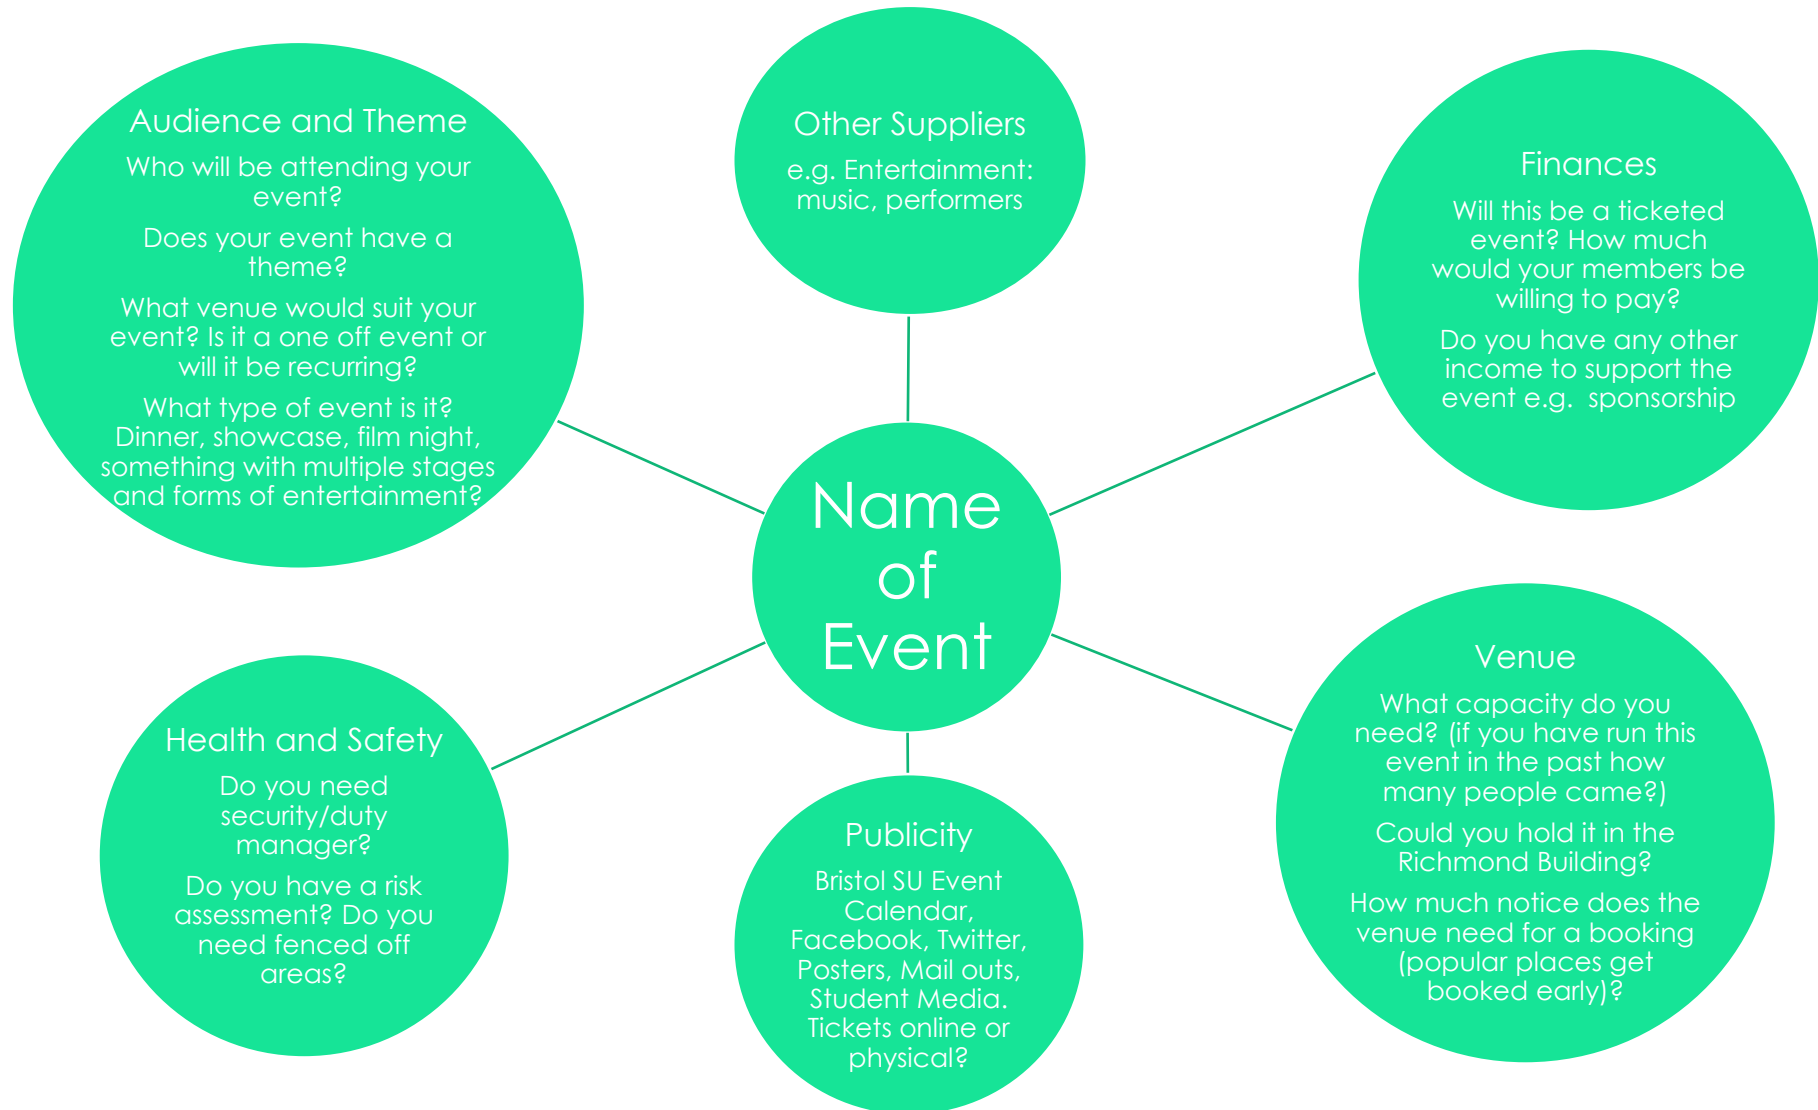 Audience and Theme
Who will be attending your
event?
Does your event have a
theme?
What venue would suit your
event? Is it a one off event or
will it be recurring?
What type of event is it?
Dinner, showcase, film night,
something with multiple stages
and forms of entertainment?
Other Suppliers
e.g. Entertainment:
music, performers
Finances
Will this be a ticketed
event? How much
would your members be
willing to pay?
Do you have any other
income to support the
event e.g.  sponsorship
Name
of
Event
Health and Safety
Do you need
security/duty
manager?
Do you have a risk
assessment? Do you
need fenced off
areas?
Publicity
Bristol SU Event
Calendar,
Facebook, Twitter,
Posters, Mail outs,
Student Media.
Tickets online or
physical?
Venue
What capacity do you
need? (if you have run this
event in the past how
many people came?)
Could you hold it in the
Richmond Building?
How much notice does the
venue need for a booking
(popular places get
booked early)?